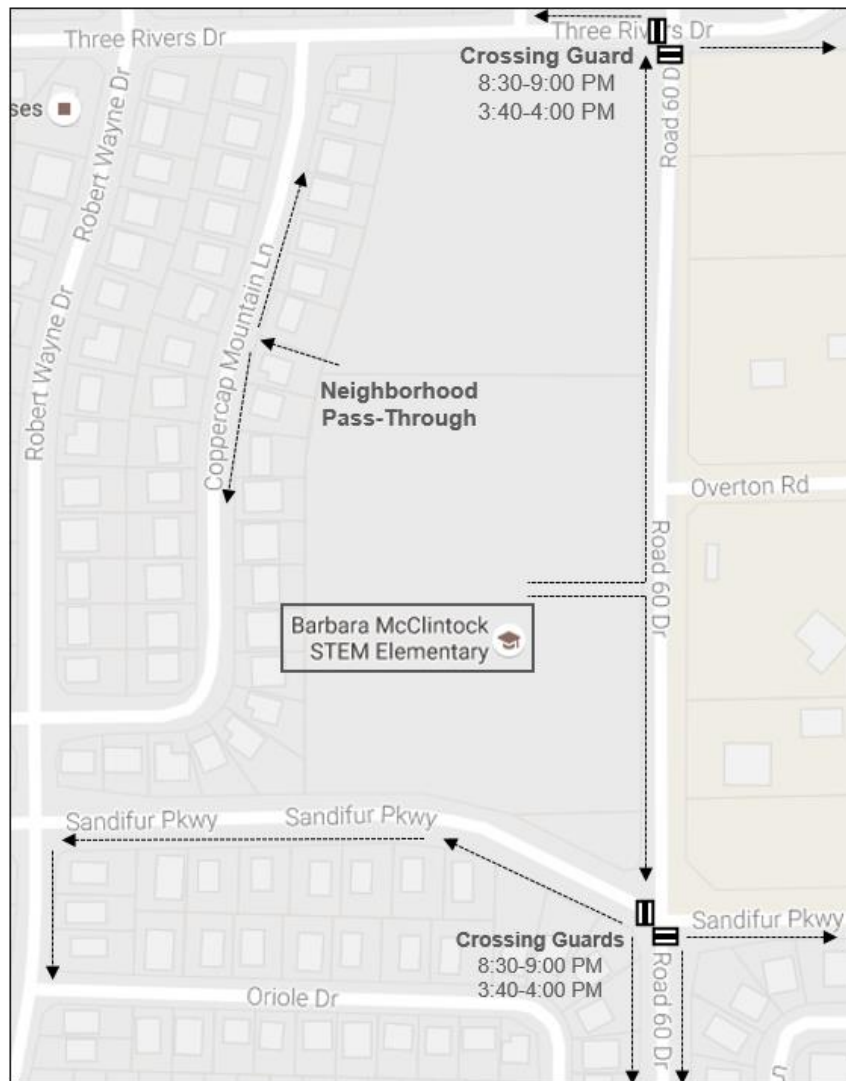 Three Rivers Dr
Three Rivers Dr
Crossing Guard
8:30-9:00 PM
3:40-4:00 PM
Road 60 D
ses
Robert Wayne Dr
Robert Wayne Dr
Coppercap Mountain Ln
Neighborhood
Pass-Through
Overton Rd
Road 60 Dr
Barbara McClintock
STEM Elementary
Sandifur Pkwy
Sandifur Pkwy
Sandifur Pkwy
Crossing Guards
8:30-9:00 PM
3:40-4:00 PM
Oriole Dr
Road 60 Dr